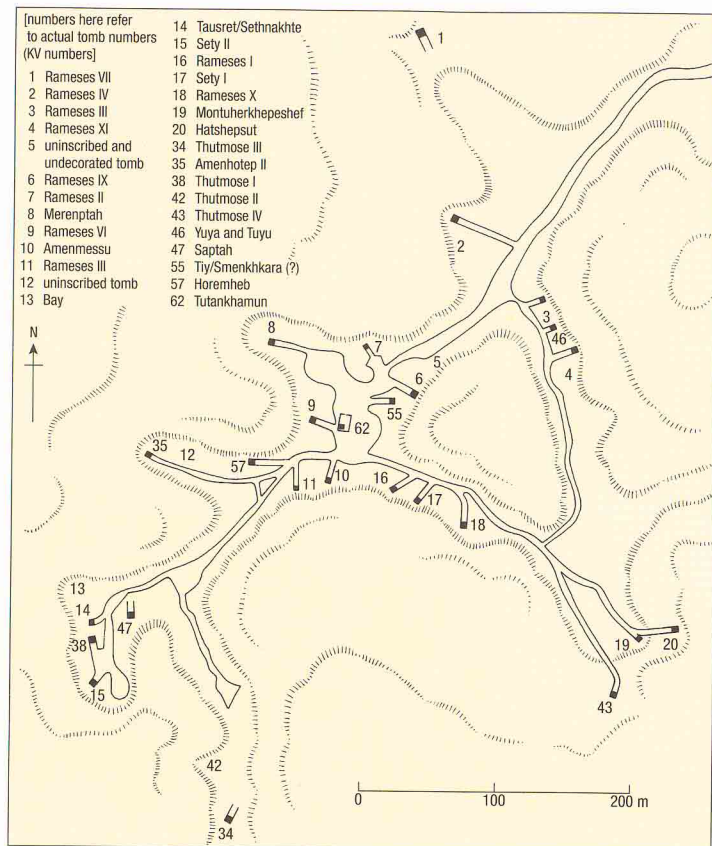 [numbers here refer
to actual tomb numbers
(KV numbers]
1 Rameses VII
2 Rameses IV
3 Rameses III
4 Rameses XI
5 uninscribed and
undecorated tomb
6 Rameses IX
7 Rameses II
8 Merenptah
9 Rameses VI
10 Amenmessu
11 Rameses III
12 uninscribed tomb
13 Bay
14 Tausret/Sethnakhte
15 Sety II
16 Rameses I
17 Sety I
18 Rameses X
19 Montuherkhepeshef
20 Hatshepsut
34 Thutmose III
35 Amenhotep II
38 Thutmose I
42 Thutmose II
43 Thutmose IV
46 Yuya and Tuyu
47 Saptah
55 Tiy/Smenkhkara (?)
57 Horemheb
62 Tutankhamun
1
2
3
46
4
N
8
7
5
6
55
9
62
35
12
57
11
10
16
17
18
13
14
47
38
15
19
20
43
42
34
0
100
200 m